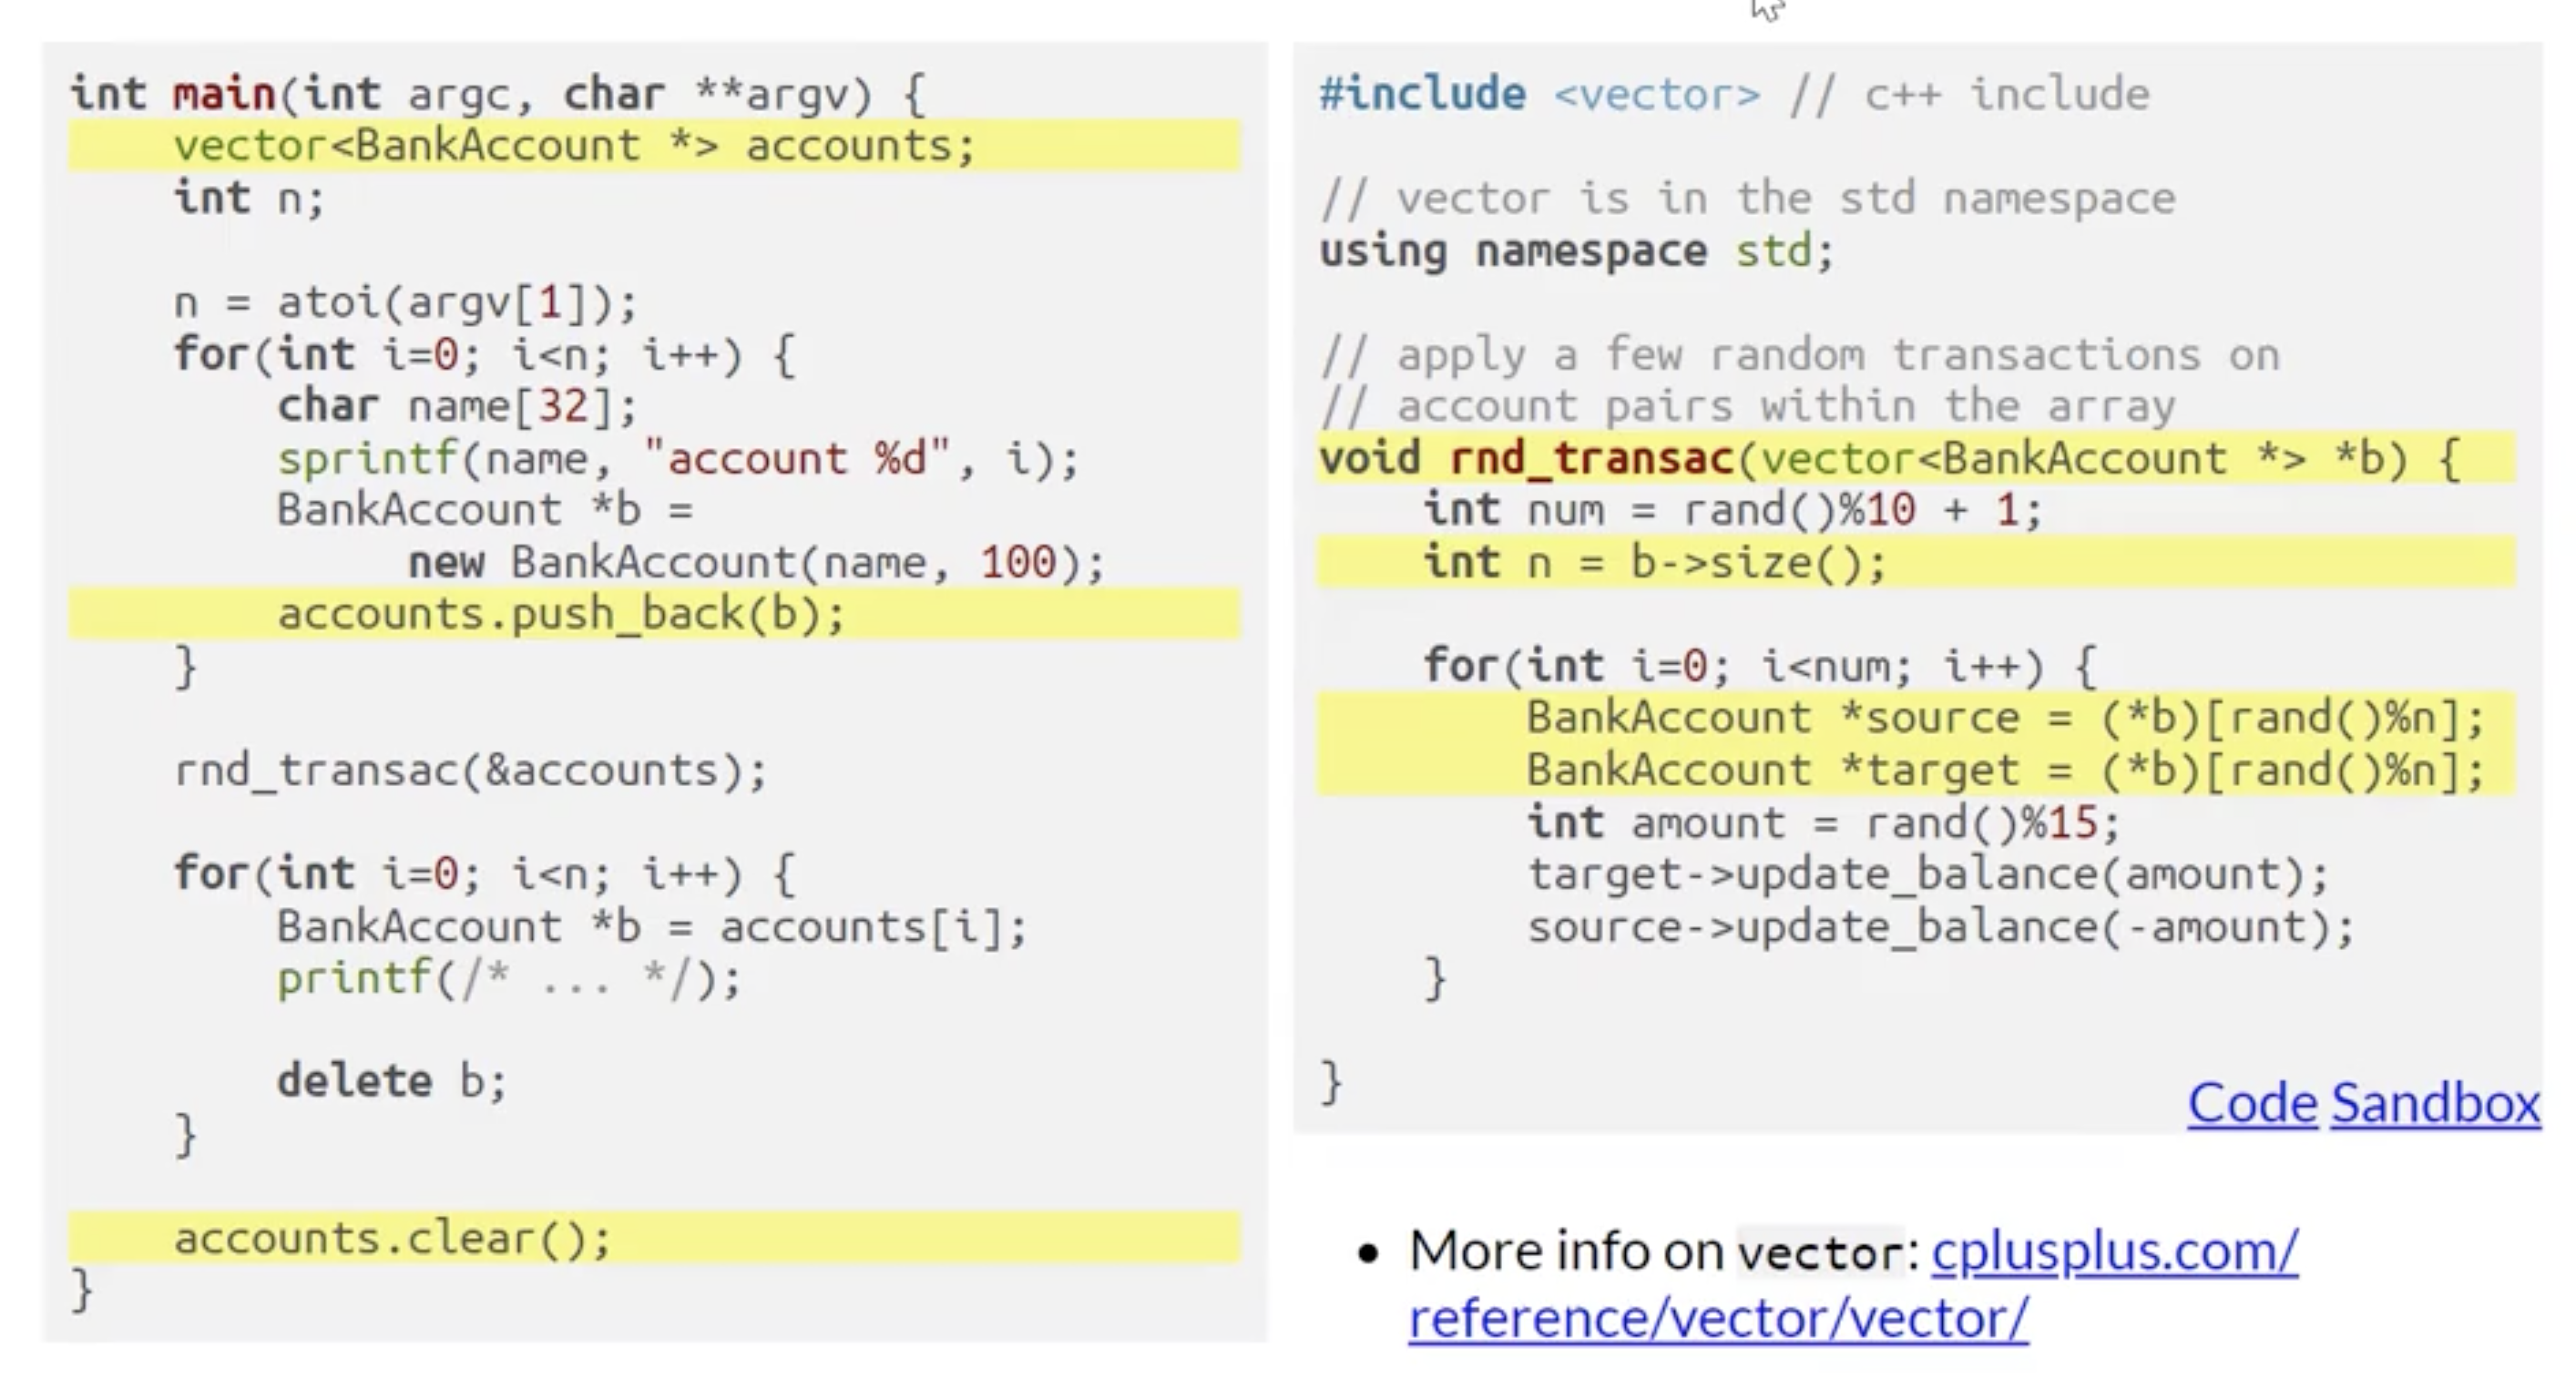 int main(int argc, char **argv) {
    vector<BankAccount *> accounts;
    int n;

    n = atoi(argv[1]);
    for(int i=0; i<n; i++) {
        char name[32];
        sprintf(name, "account %d", i);
        BankAccount *b =
             new BankAccount(name, 100);
        accounts.push_back(b);
    }

    rnd_transac(&accounts);

    for(int i=0; i<n; i++) {
        BankAccount *b = accounts[i];
        printf(/* ... */);

        delete b;
    }

    accounts.clear();
}
#include <vector> // c++ include

// vector is in the std namespace
using namespace std;

// apply a few random transactions on
// account pairs within the array
void rnd_transac(vector<BankAccount *> *b) {
    int num = rand()%10 + 1;
    int n = b->size();

    for(int i=0; i<num; i++) {
        BankAccount *source = (*b)[rand()%n];
        BankAccount *target = (*b)[rand()%n];
        int amount = rand()%15;
        target->update_balance(amount);
        source->update_balance(-amount);
    }

}
Code Sandbox
• More info on vector: cplusplus.com/
reference/vector/vector/